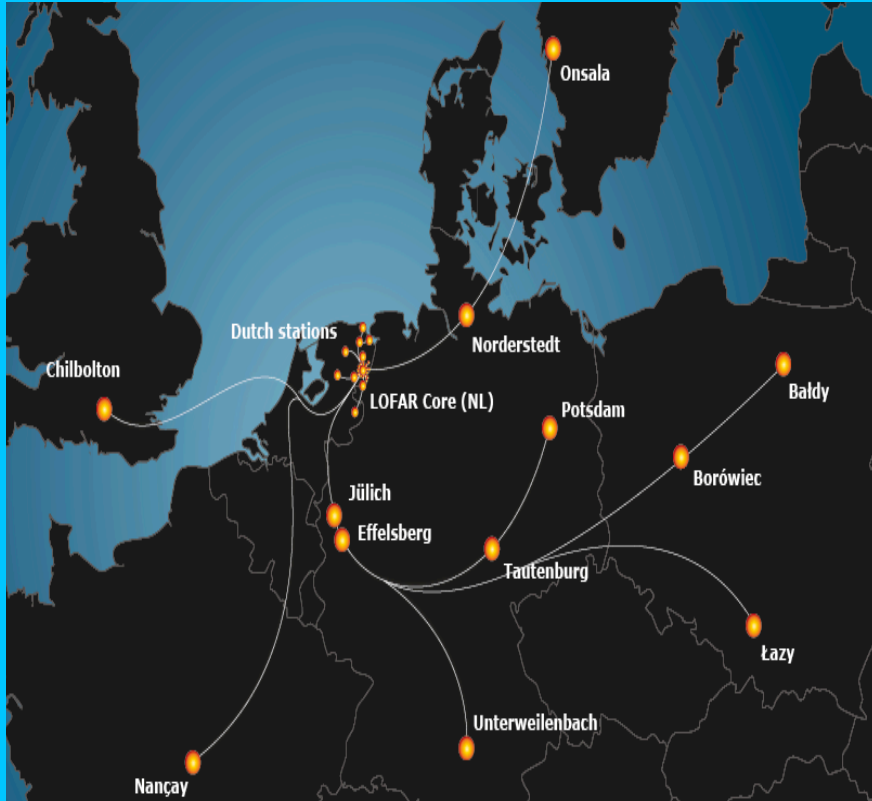 Onsala
Dutch stations
Norderstedt
Chilbolton
Bałdy
LOFAR Core (NL)
Potsdam
Borówiec
Jülich
Effelsberg
Tautenburg
Łazy
Unterweilenbach
Nançay